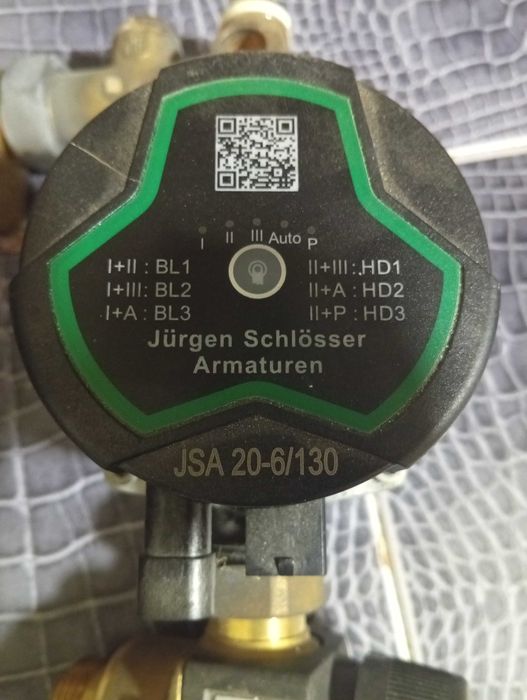 I II III Auto P
I+II : BL1 II+III : HD1
I+III: BL2 II+A : HD2
I+A : BL3 II+P : HD3
Jürgen Schlösser
Armaturen
JSA 20-6/130